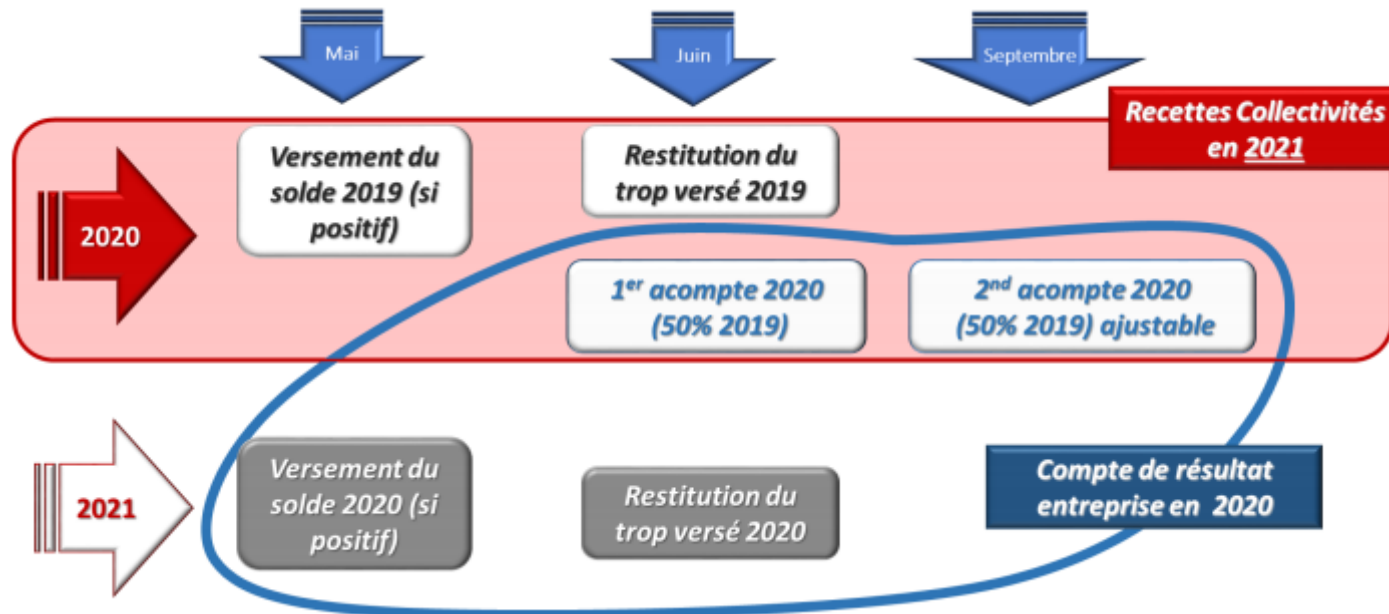 Mai
Juin
Septembre
Recettes Collectivités
en 2021
2020
Versement du
solde 2019 (si
positif)
Restitution du
trop versé 2019
1er acompte 2020
(50% 2019)
2nd acompte 2020
(50% 2019) ajustable
2021
Versement du
solde 2020 (si
positif)
Restitution du
trop versé 2020
Compte de résultat
entreprise en 2020